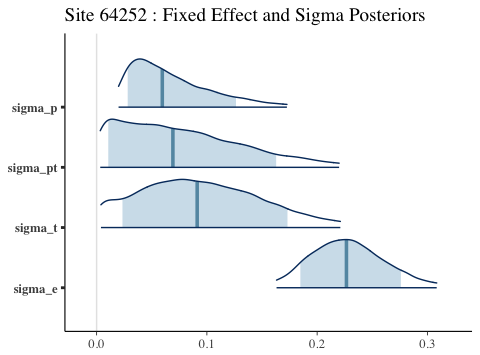 Site 64252 : Fixed Effect and Sigma Posteriors
sigma_p
sigma_pt
sigma_t
sigma_e
0.0 0.1 0.2 0.3